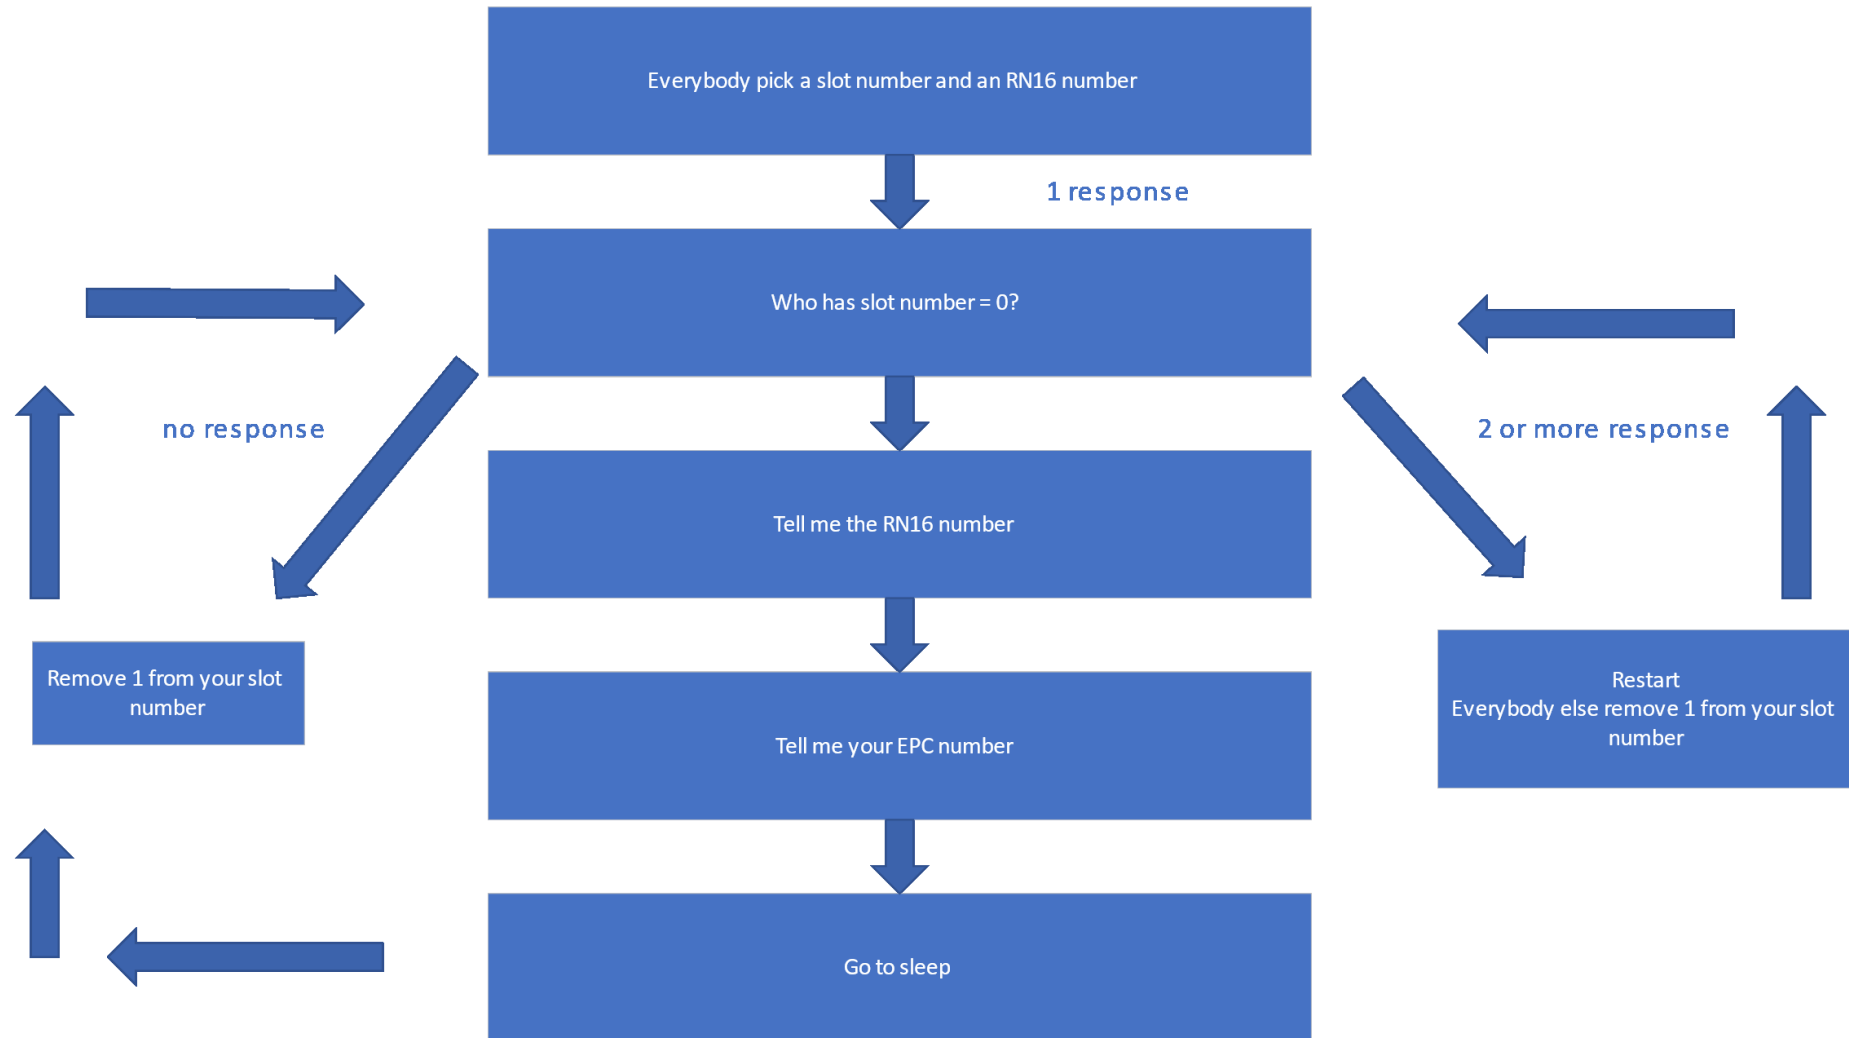 Everybody pick a slot number and an RN16 number
1 response
Who has slot number = 0?
no response
2 or more response
Tell me the RN16 number
Remove 1 from your slot
number
Restart
Everybody else remove 1 from your slot
number
Tell me your EPC number
Go to sleep